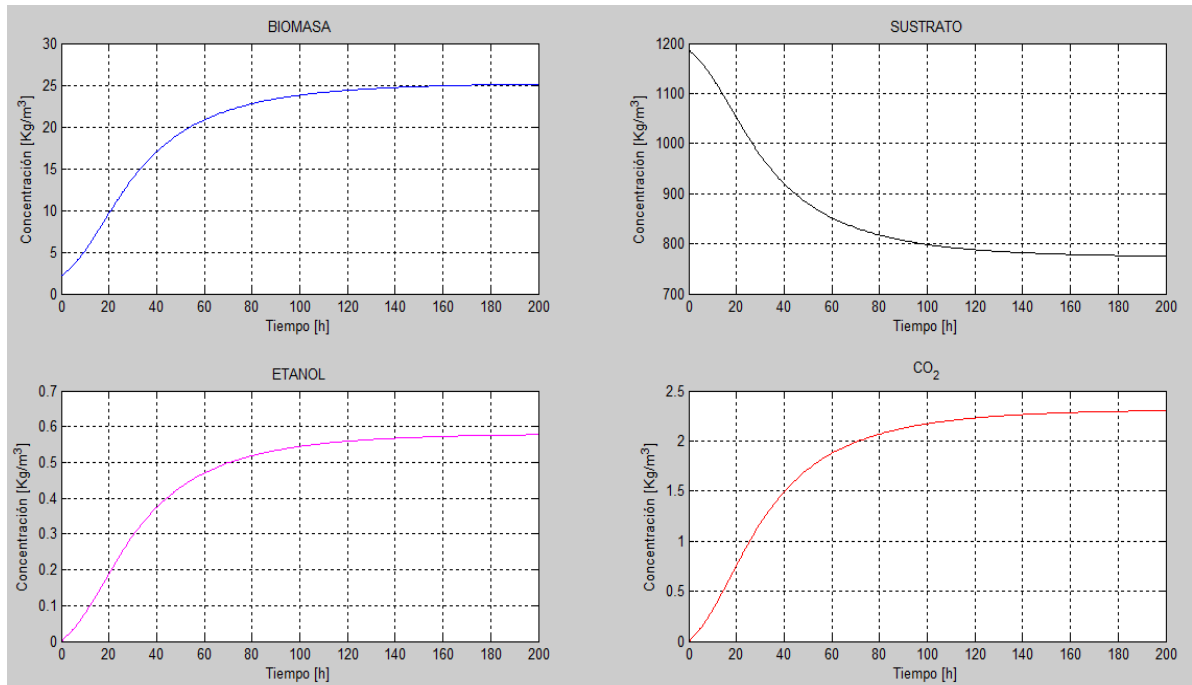 BIOMASA
30
25
20
15
10
5
0
Concentración [Kg/m3]
0 20 40 60 80 100 120 140 160 180 200
Tiempo [h]
SUSTRATO
1200
1100
1000
900
800
700
Concentración [Kg/m3]
0 20 40 60 80 100 120 140 160 180 200
Tiempo [h]
ETANOL
0.7
0.6
0.5
0.4
0.3
0.2
0.1
0
Concentración [Kg/m3]
0 20 40 60 80 100 120 140 160 180 200
Tiempo [h]
CO2
2.5
2
1.5
1
0.5
0
Concentración [Kg/m3]
0 20 40 60 80 100 120 140 160 180 200
Tiempo [h]